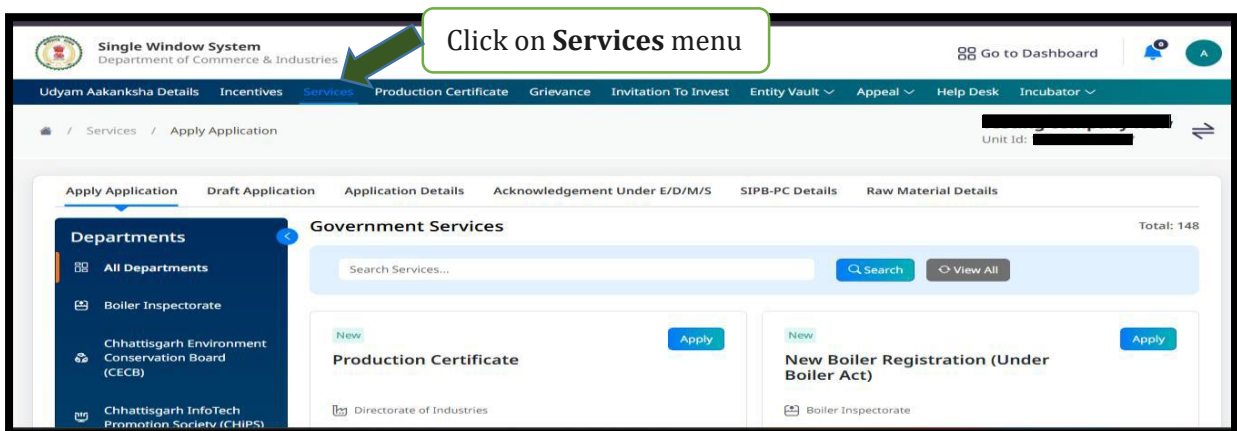 Click on Services menu
Single Window System
Department of Commerce & Industries
Go to Dashboard
A
Udyam Aakanksha Details Incentives Services Production Certificate Grievance Invitation To Invest Entity Vault Appeal Help Desk Incubator
/ Services / Apply Application
Unit Id:
Apply Application Draft Application Application Details Acknowledgement Under E/D/M/S SIPB-PC Details Raw Material Details
Departments
All Departments
Boiler Inspectorate
Chhattisgarh Environment
Conservation Board
(CECB)
Chhattisgarh InfoTech
Promotion Society (CHiPS)
Government Services
Total: 148
Search Services...
Search
View All
New
Apply
Production Certificate
Directorate of Industries
New
Apply
New Boiler Registration (Under
Boiler Act)
Boiler Inspectorate